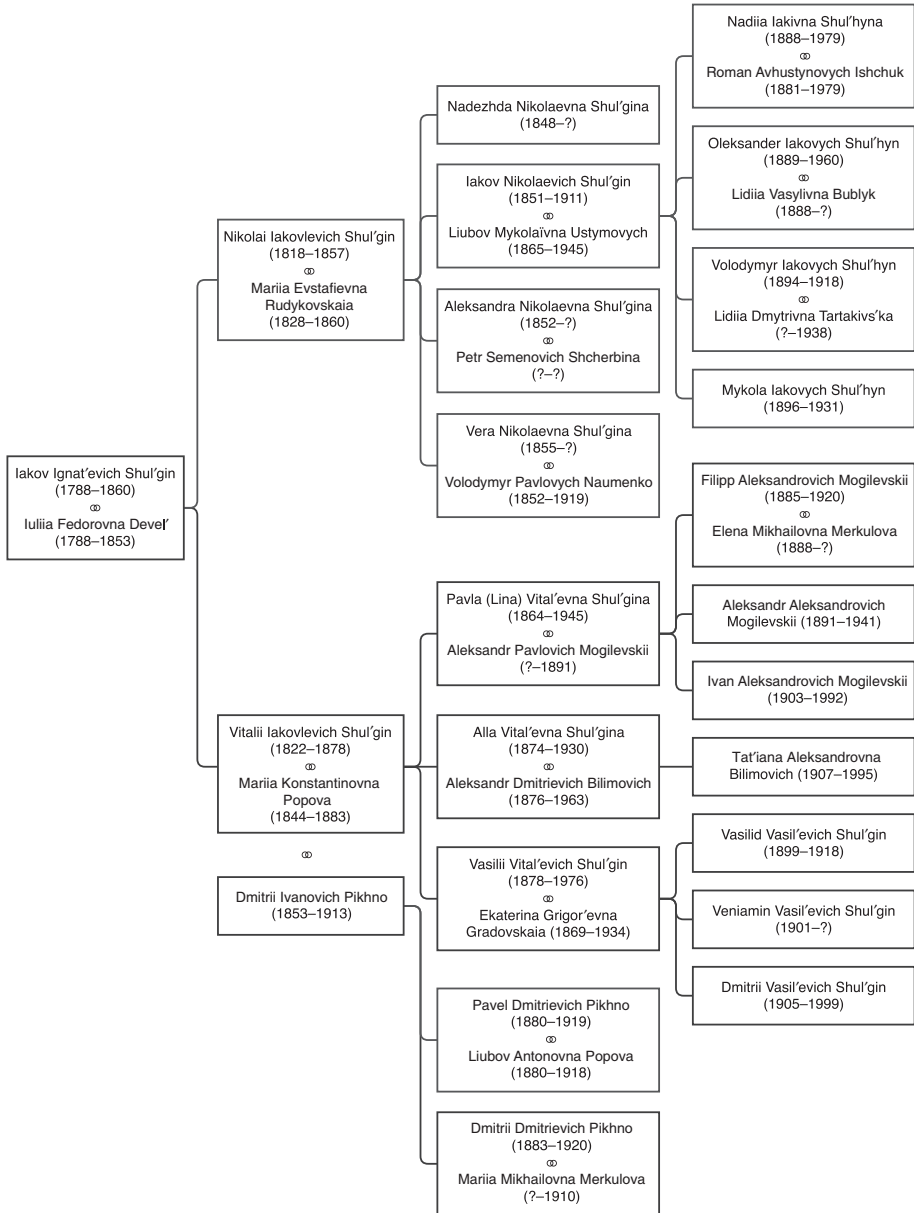 Iakov Ignat′evich Shul′gin
(1788–1860)
⚭
Iuliia Fedorovna Devel′
(1788–1853)
Nikolai Iakovlevich Shul′gin
(1818–1857)
⚭
Mariia Evstafievna
Rudykovskaia
(1828–1860)
Nadezhda Nikolaevna Shul′gina
(1848–?)
Iakov Nikolaevich Shul′gin
(1851–1911)
⚭
Liubov Mykolaïvna Ustymovych
(1865–1945)
Nadiia Iakivna Shul′hyna
(1888–1979)
⚭
Roman Avhustynovych Ishchuk
(1881–1979)
Oleksander Iakovych Shul′hyn
(1889–1960)
⚭
Lidiia Vasylivna Bublyk
(1888–?)
Volodymyr Iakovych Shul′hyn
(1894–1918)
⚭
Lidiia Dmytrivna Tartakivs′ka
(?–1938)
Mykola Iakovych Shul′hyn
(1896–1931)
Aleksandra Nikolaevna Shul′gina
(1852–?)
⚭
Petr Semenovich Shcherbina
(?–?)
Vera Nikolaevna Shul′gina
(1855–?)
⚭
Volodymyr Pavlovych Naumenko
(1852–1919)
Vitalii Iakovlevich Shul′gin
(1822–1878)
⚭
Mariia Konstantinovna
Popova
(1844–1883)
⚭
Dmitrii Ivanovich Pikhno
(1853–1913)
Pavla (Lina) Vital′evna Shul′gina
(1864–1945)
⚭
Aleksandr Pavlovich Mogilevskii
(?–1891)
Filipp Aleksandrovich Mogilevskii
(1885–1920)
⚭
Elena Mikhailovna Merkulova
(1888–?)
Aleksandr Aleksandrovich
Mogilevskii (1891–1941)
Ivan Aleksandrovich Mogilevskii
(1903–1992)
Alla Vital′evna Shul′gina
(1874–1930)
⚭
Aleksandr Dmitrievich Bilimovich
(1876–1963)
Tat′iana Aleksandrovna
Bilimovich (1907–1995)
Vasilii Vital′evich Shul′gin
(1878–1976)
⚭
Ekaterina Grigor′evna
Gradovskaia (1869–1934)
Vasilid Vasil′evich Shul′gin
(1899–1918)
Veniamin Vasil′evich Shul′gin
(1901–?)
Dmitrii Vasil′evich Shul′gin
(1905–1999)
Pavel Dmitrievich Pikhno
(1880–1919)
⚭
Liubov Antonovna Popova
(1880–1918)
Dmitrii Dmitrievich Pikhno
(1883–1920)
⚭
Mariia Mikhailovna Merkulova
(?–1910)